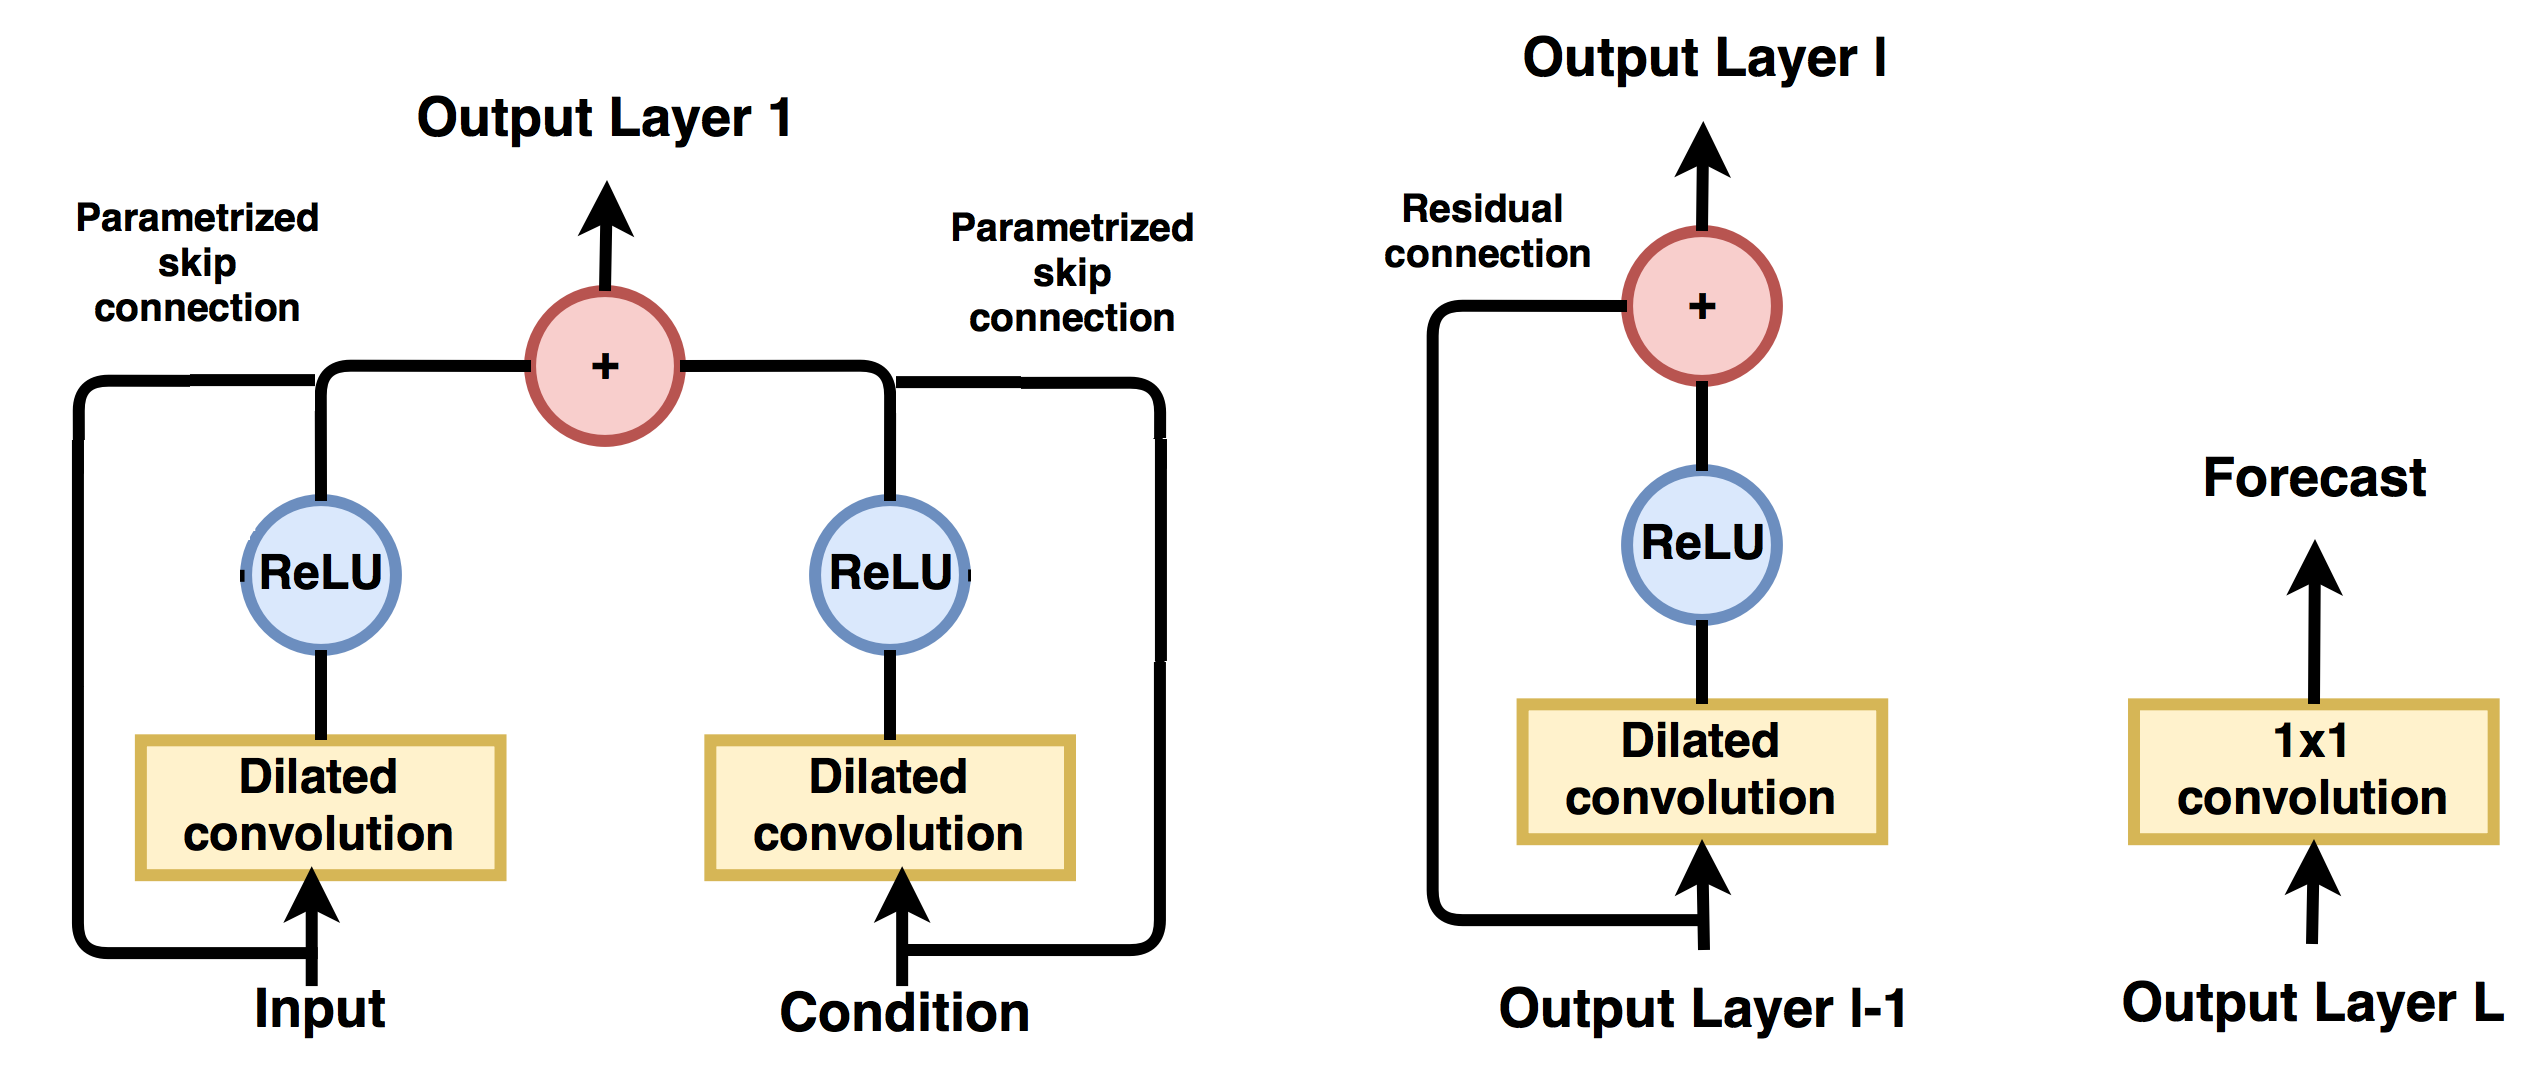 Output Layer 1
Parametrized
skip
connection
Parametrized
skip
connection
+
ReLU
ReLU
Dilated
convolution
Dilated
convolution
Input
Condition
Output Layer l
Residual
connection
+
ReLU
Dilated
convolution
Output Layer l-1
Forecast
1x1
convolution
Output Layer L